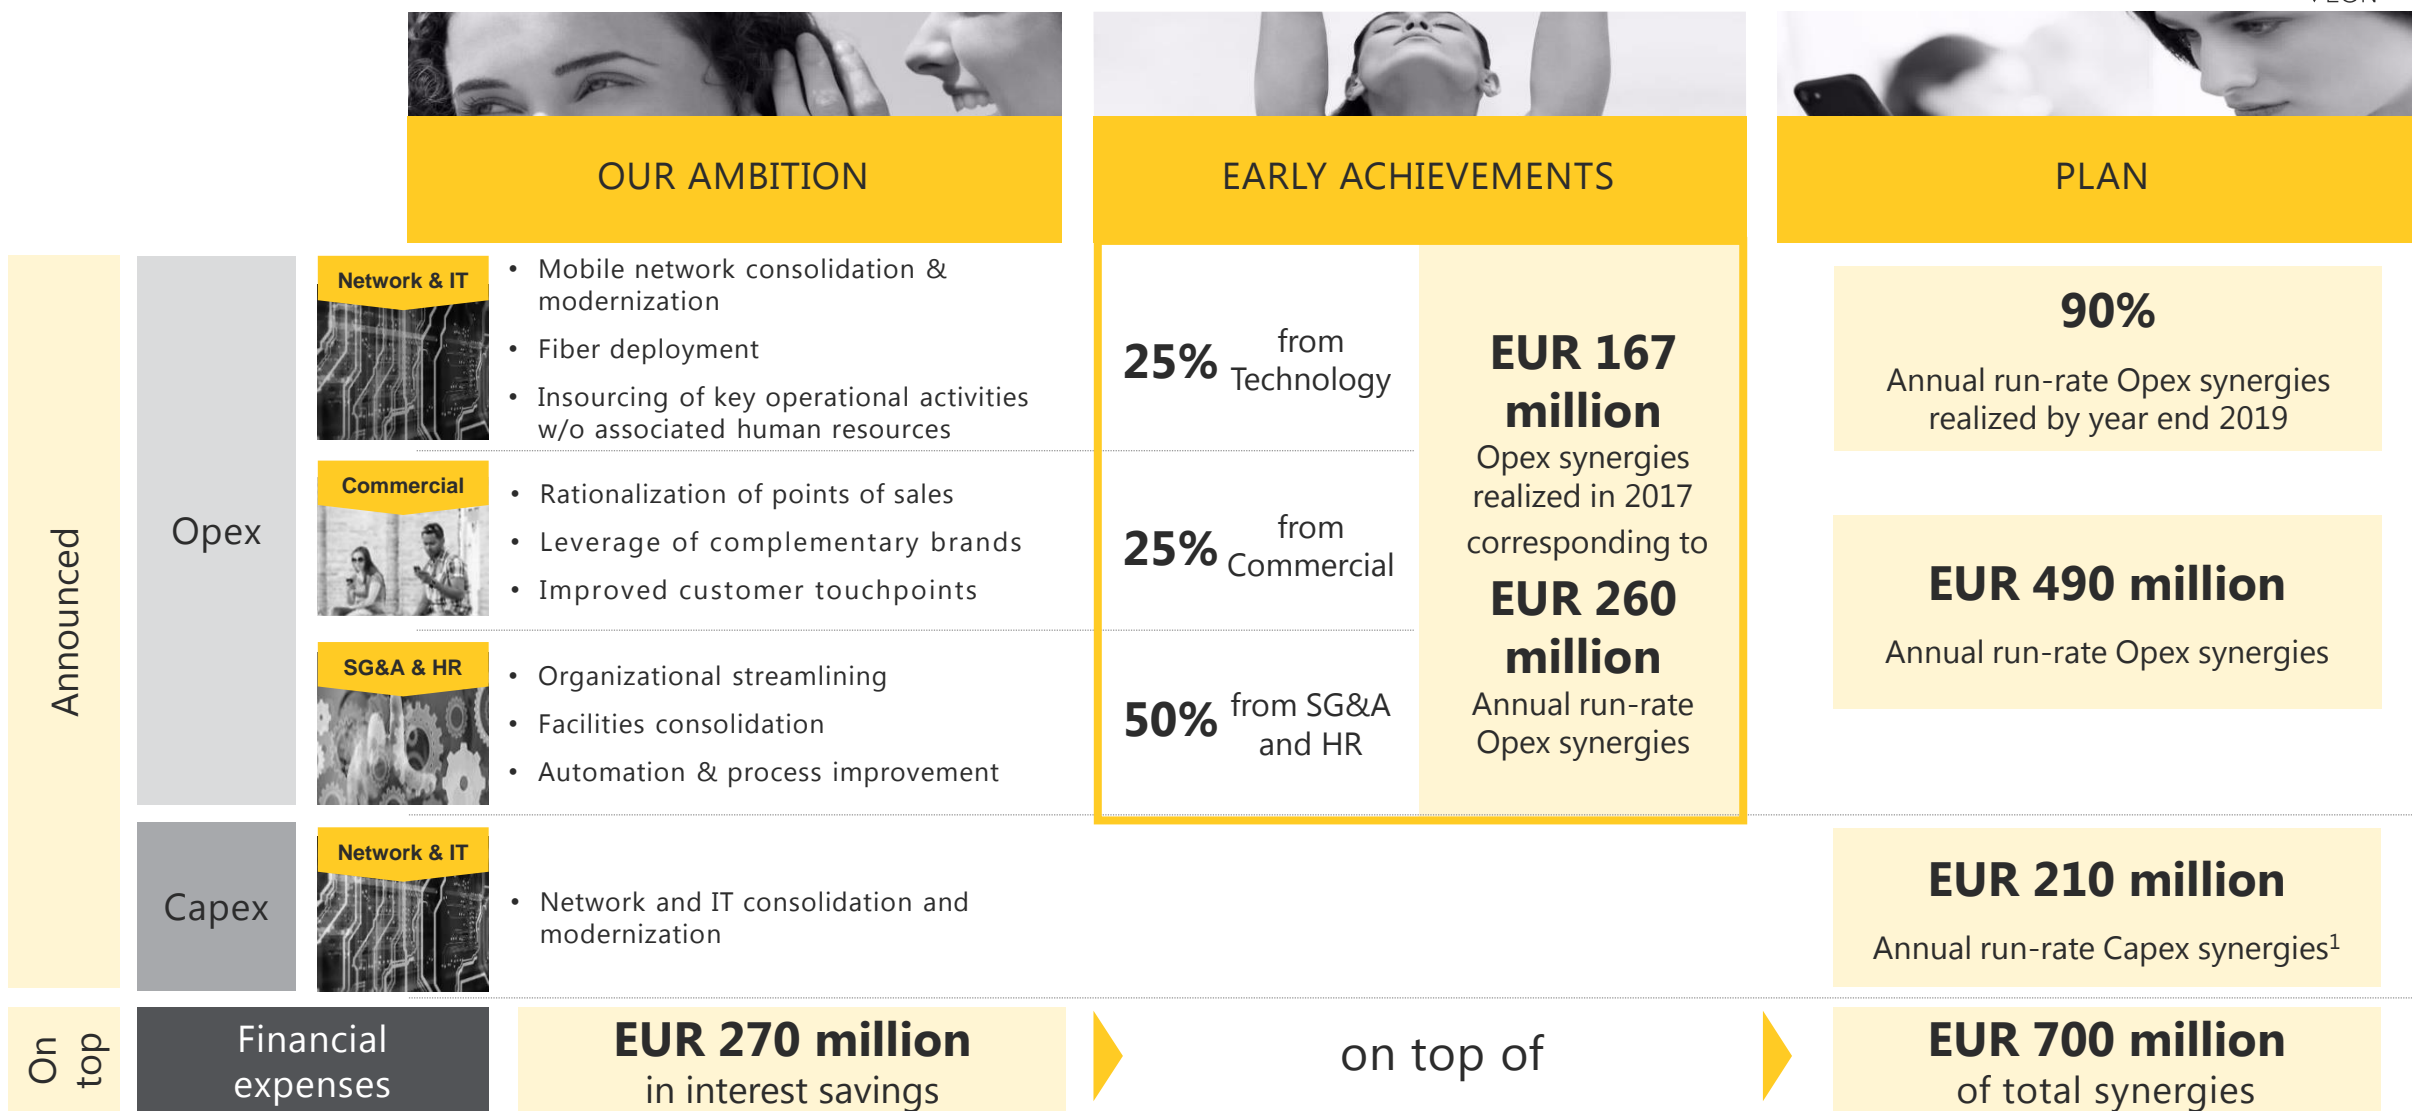 OUR AMBITION
EARLY ACHIEVEMENTS
PLAN
Announced
Opex
Network & IT
• Mobile network consolidation &
modernization
• Fiber deployment
• Insourcing of key operational activities
w/o associated human resources
25% from
Technology
Commercial
• Rationalization of points of sales
• Leverage of complementary brands
• Improved customer touchpoints
25% from
Commercial
SG&A & HR
• Organizational streamlining
• Facilities consolidation
• Automation & process improvement
50% from SG&A
and HR
EUR 167
million
Opex synergies
realized in 2017
corresponding to
EUR 260
million
Annual run-rate
Opex synergies
90%
Annual run-rate Opex synergies
realized by year end 2019
EUR 490 million
Annual run-rate Opex synergies
Capex
Network & IT
• Network and IT consolidation and
modernization
EUR 210 million
Annual run-rate Capex synergies¹
On
top
Financial
expenses
EUR 270 million
in interest savings
on top of
EUR 700 million
of total synergies